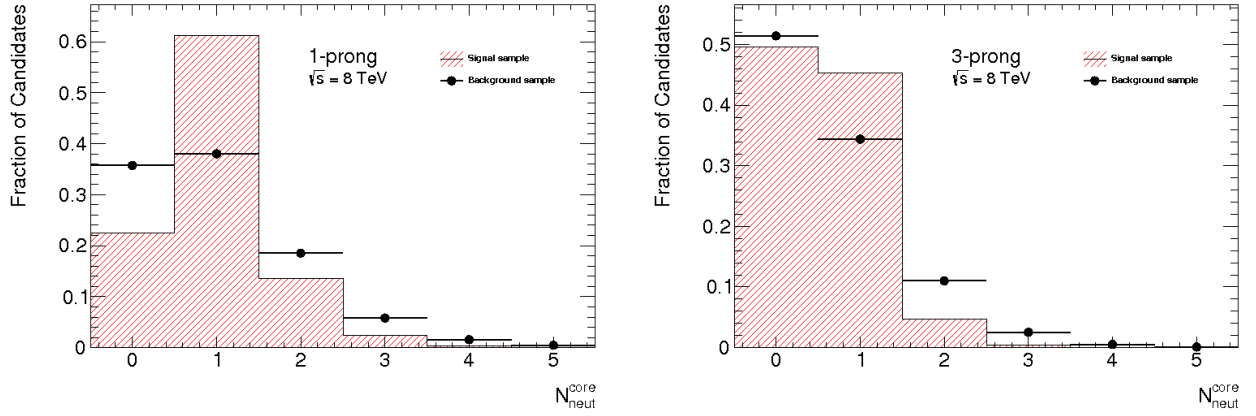 Fraction of Candidates
0.6
0.5
0.4
0.3
0.2
0.1
0
1-prong
√s = 8 TeV
Signal sample
Background sample
0 1 2 3 4 5
N_neut^core
Fraction of Candidates
0.5
0.4
0.3
0.2
0.1
0
3-prong
√s = 8 TeV
Signal sample
Background sample
0 1 2 3 4 5
N_neut^core